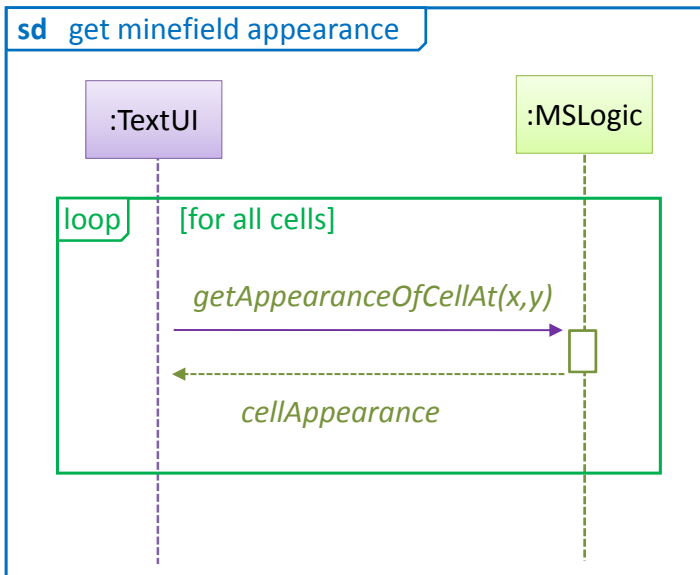 sd get minefield appearance
:TextUI
:MSLogic
loop [for all cells]
getAppearanceOfCellAt(x,y)
cellAppearance